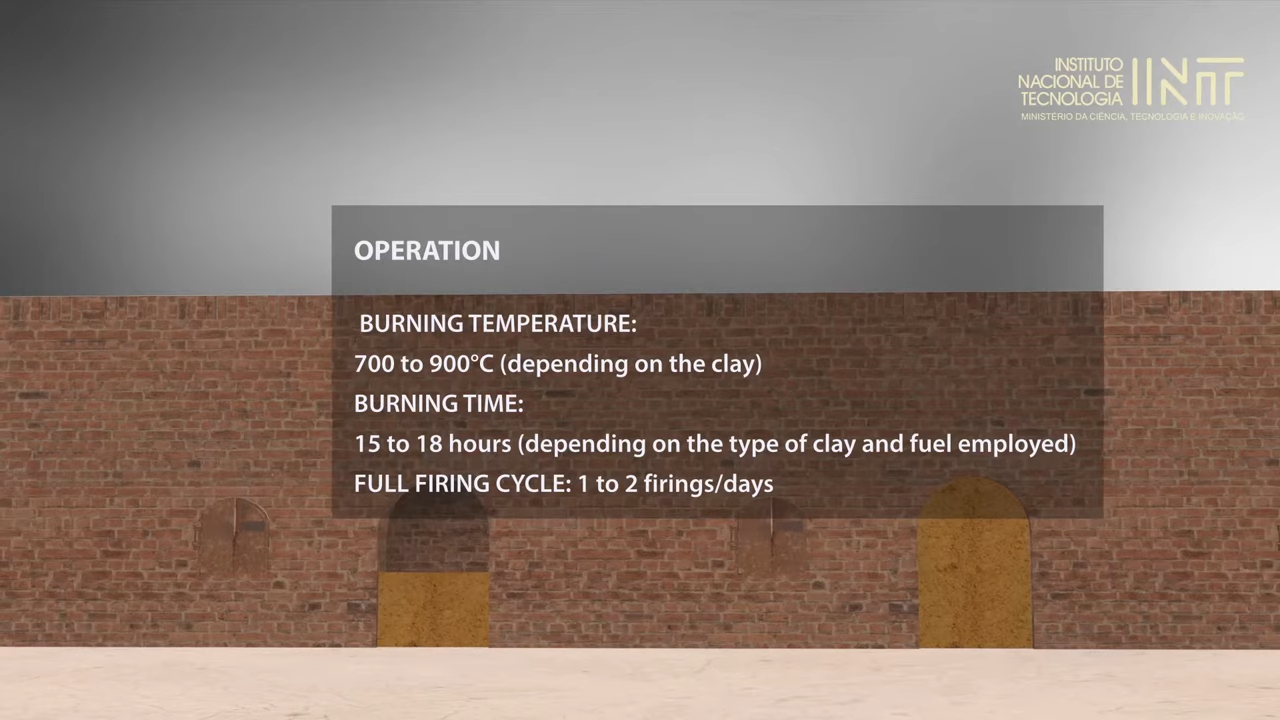 INSTITUTO
NACIONAL DE
TECNOLOGIA
INT
MINISTÉRIO DA CIÊNCIA, TECNOLOGIA E INOVAÇÃO
OPERATION
BURNING TEMPERATURE:
700 to 900°C (depending on the clay)
BURNING TIME:
15 to 18 hours (depending on the type of clay and fuel employed)
FULL FIRING CYCLE: 1 to 2 firings/days